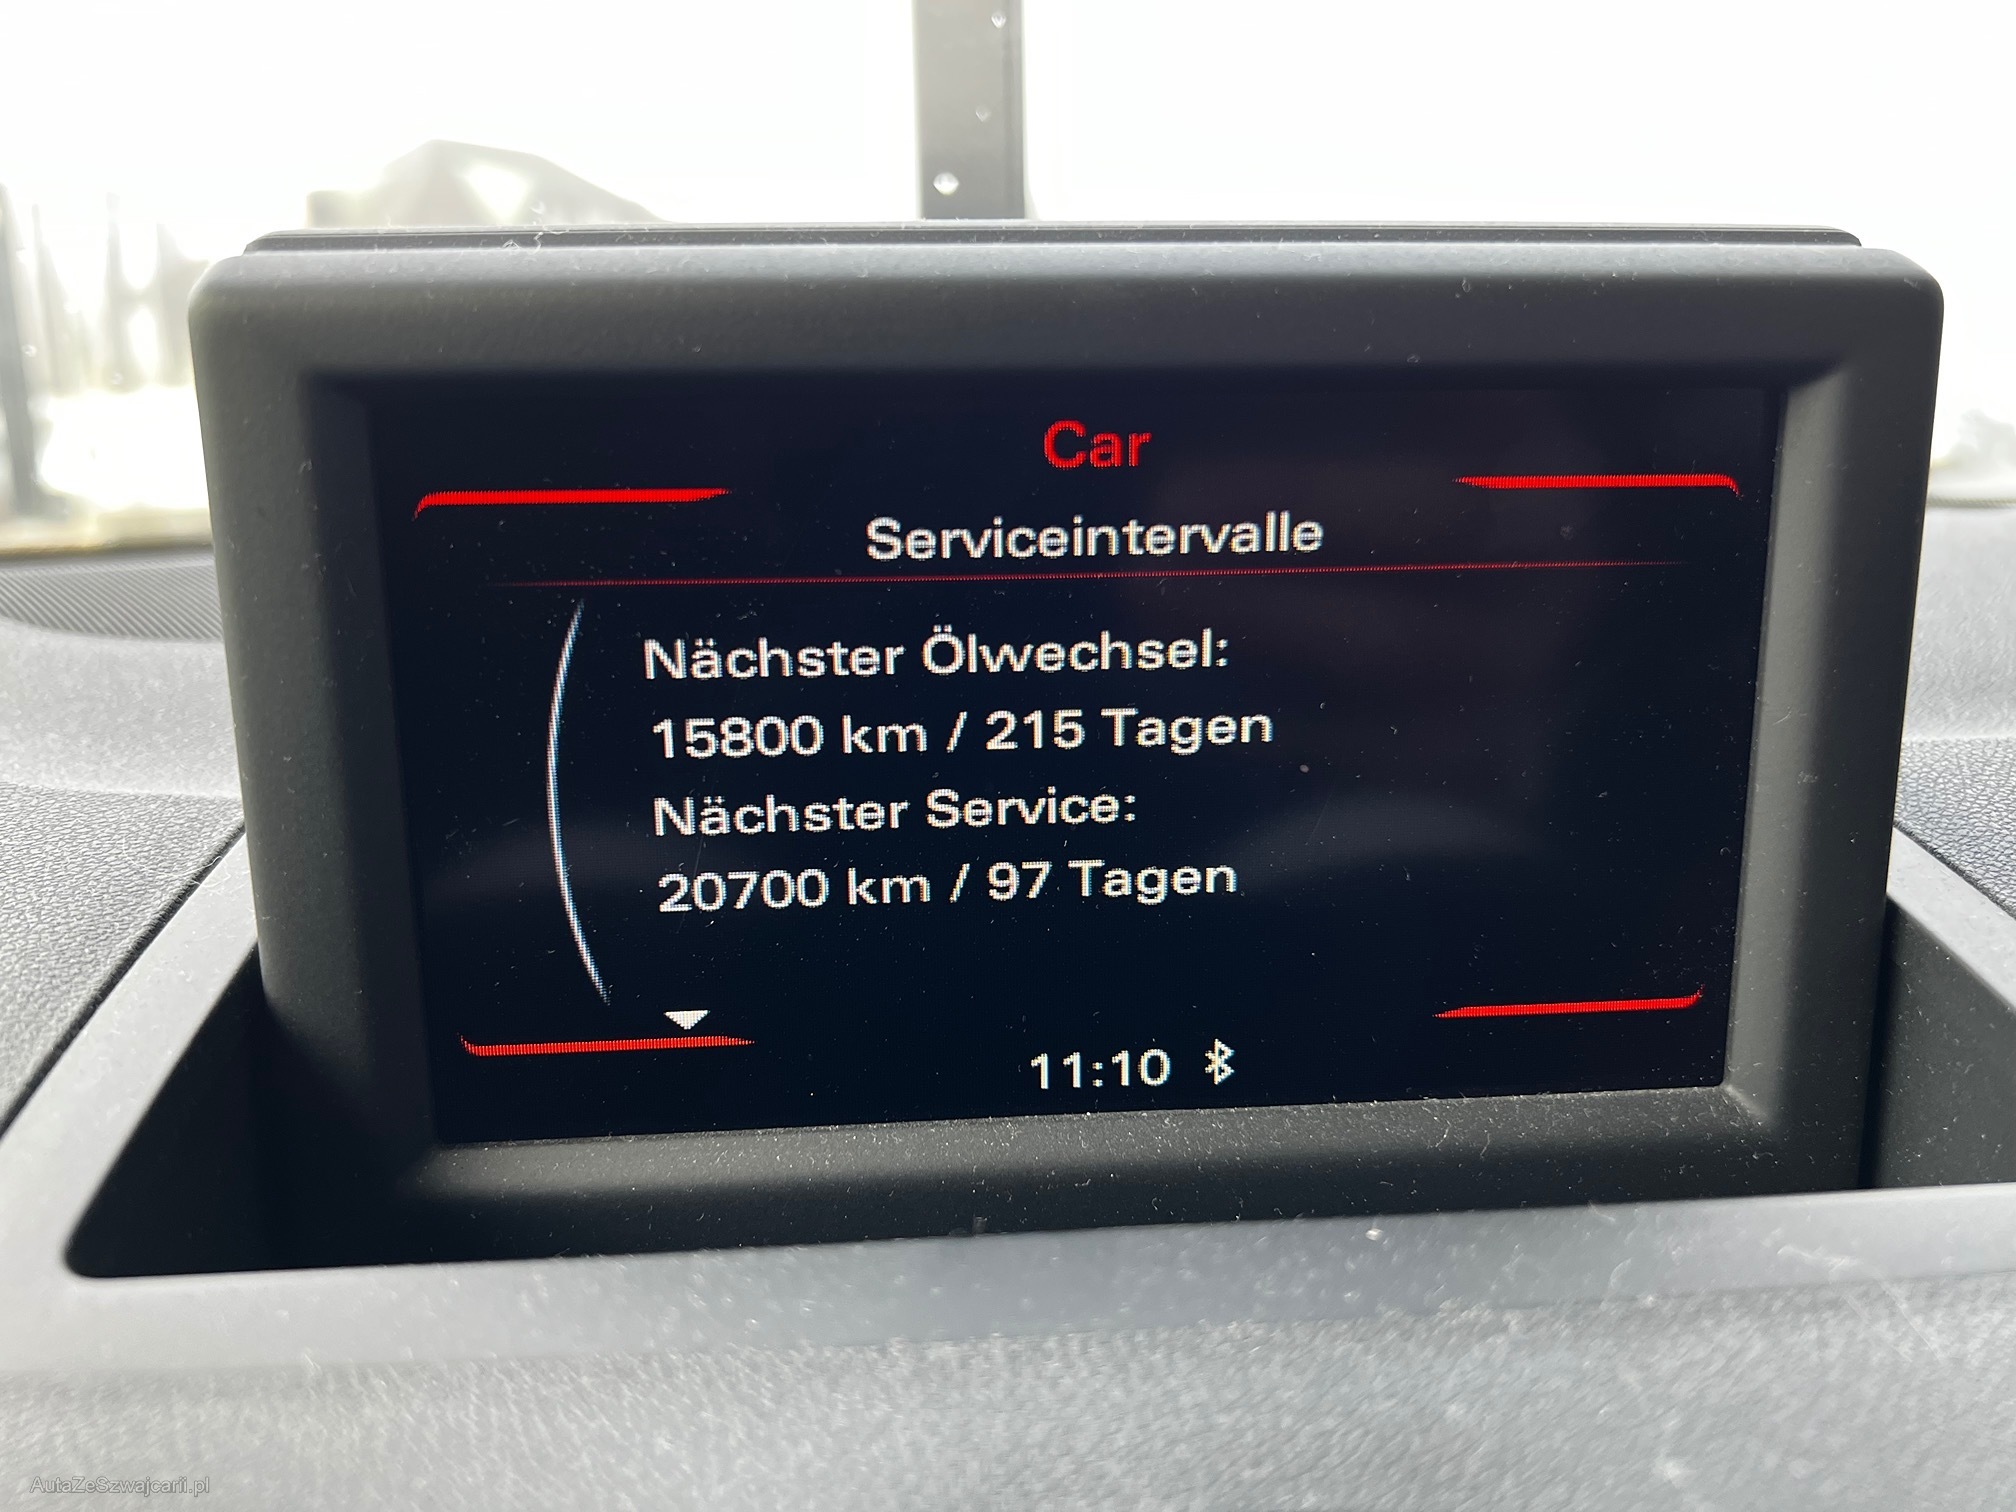 Car
Serviceintervalle
Nächster Ölwechsel:
15800 km / 215 Tagen
Nächster Service:
20700 km / 97 Tagen
11:10
AutaZeSzwajcarii.pl